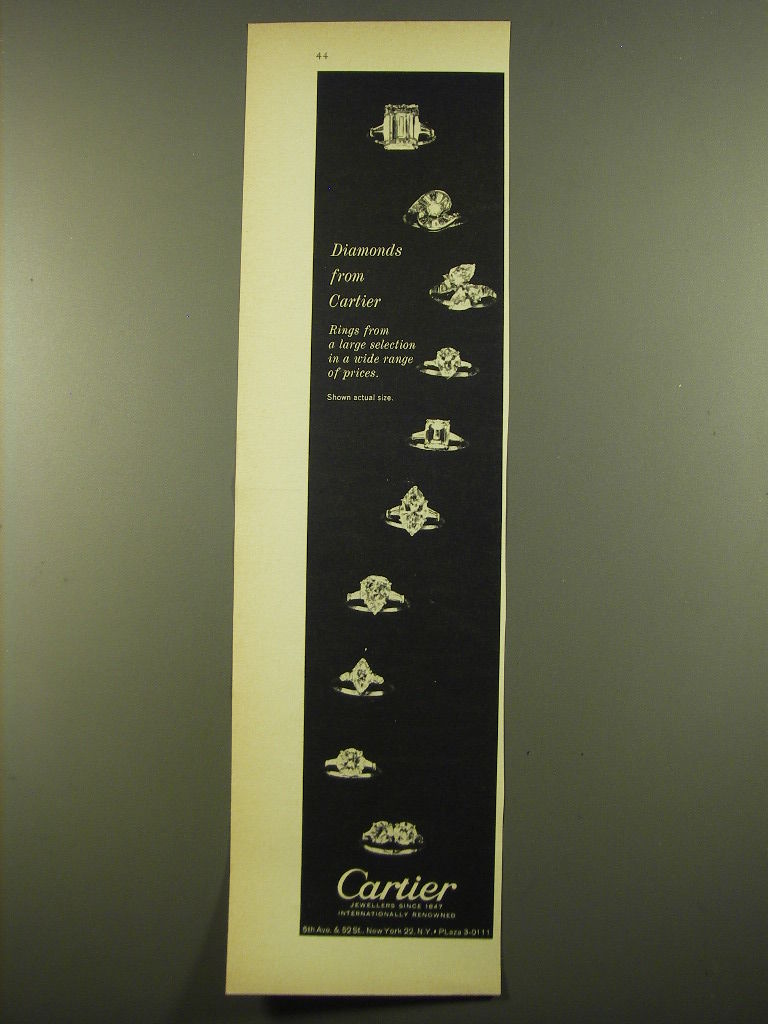 44
Diamonds
from
Cartier
Rings from
a large selection
in a wide range
of prices.
Shown actual size.
Cartier
JEWELLERS SINCE 1847
INTERNATIONALLY RENOWNED
5th Ave. & 52 St., New York 22, N.Y. • PLaza 3-0111